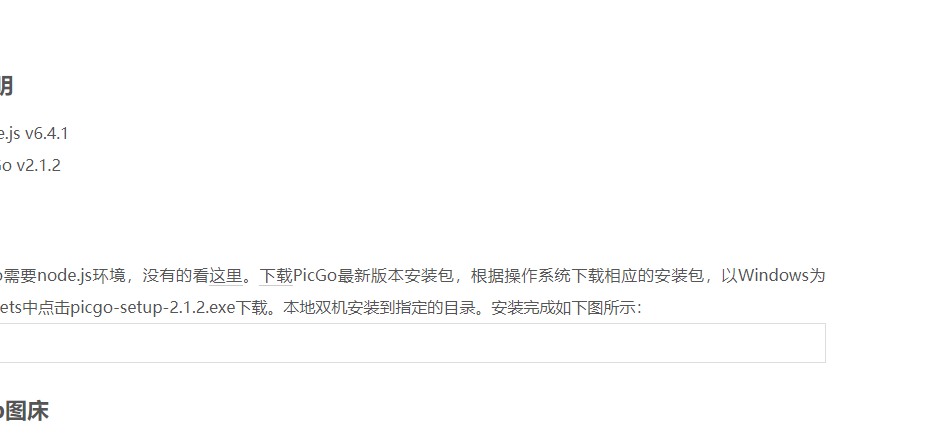 明
e.js v6.4.1
Go v2.1.2
o需要node.js环境，没有的看这里。下载PicGo最新版本安装包，根据操作系统下载相应的安装包，以Windows为
ets中点击picgo-setup-2.1.2.exe下载。本地双机安装到指定的目录。安装完成如下图所示：
o图床